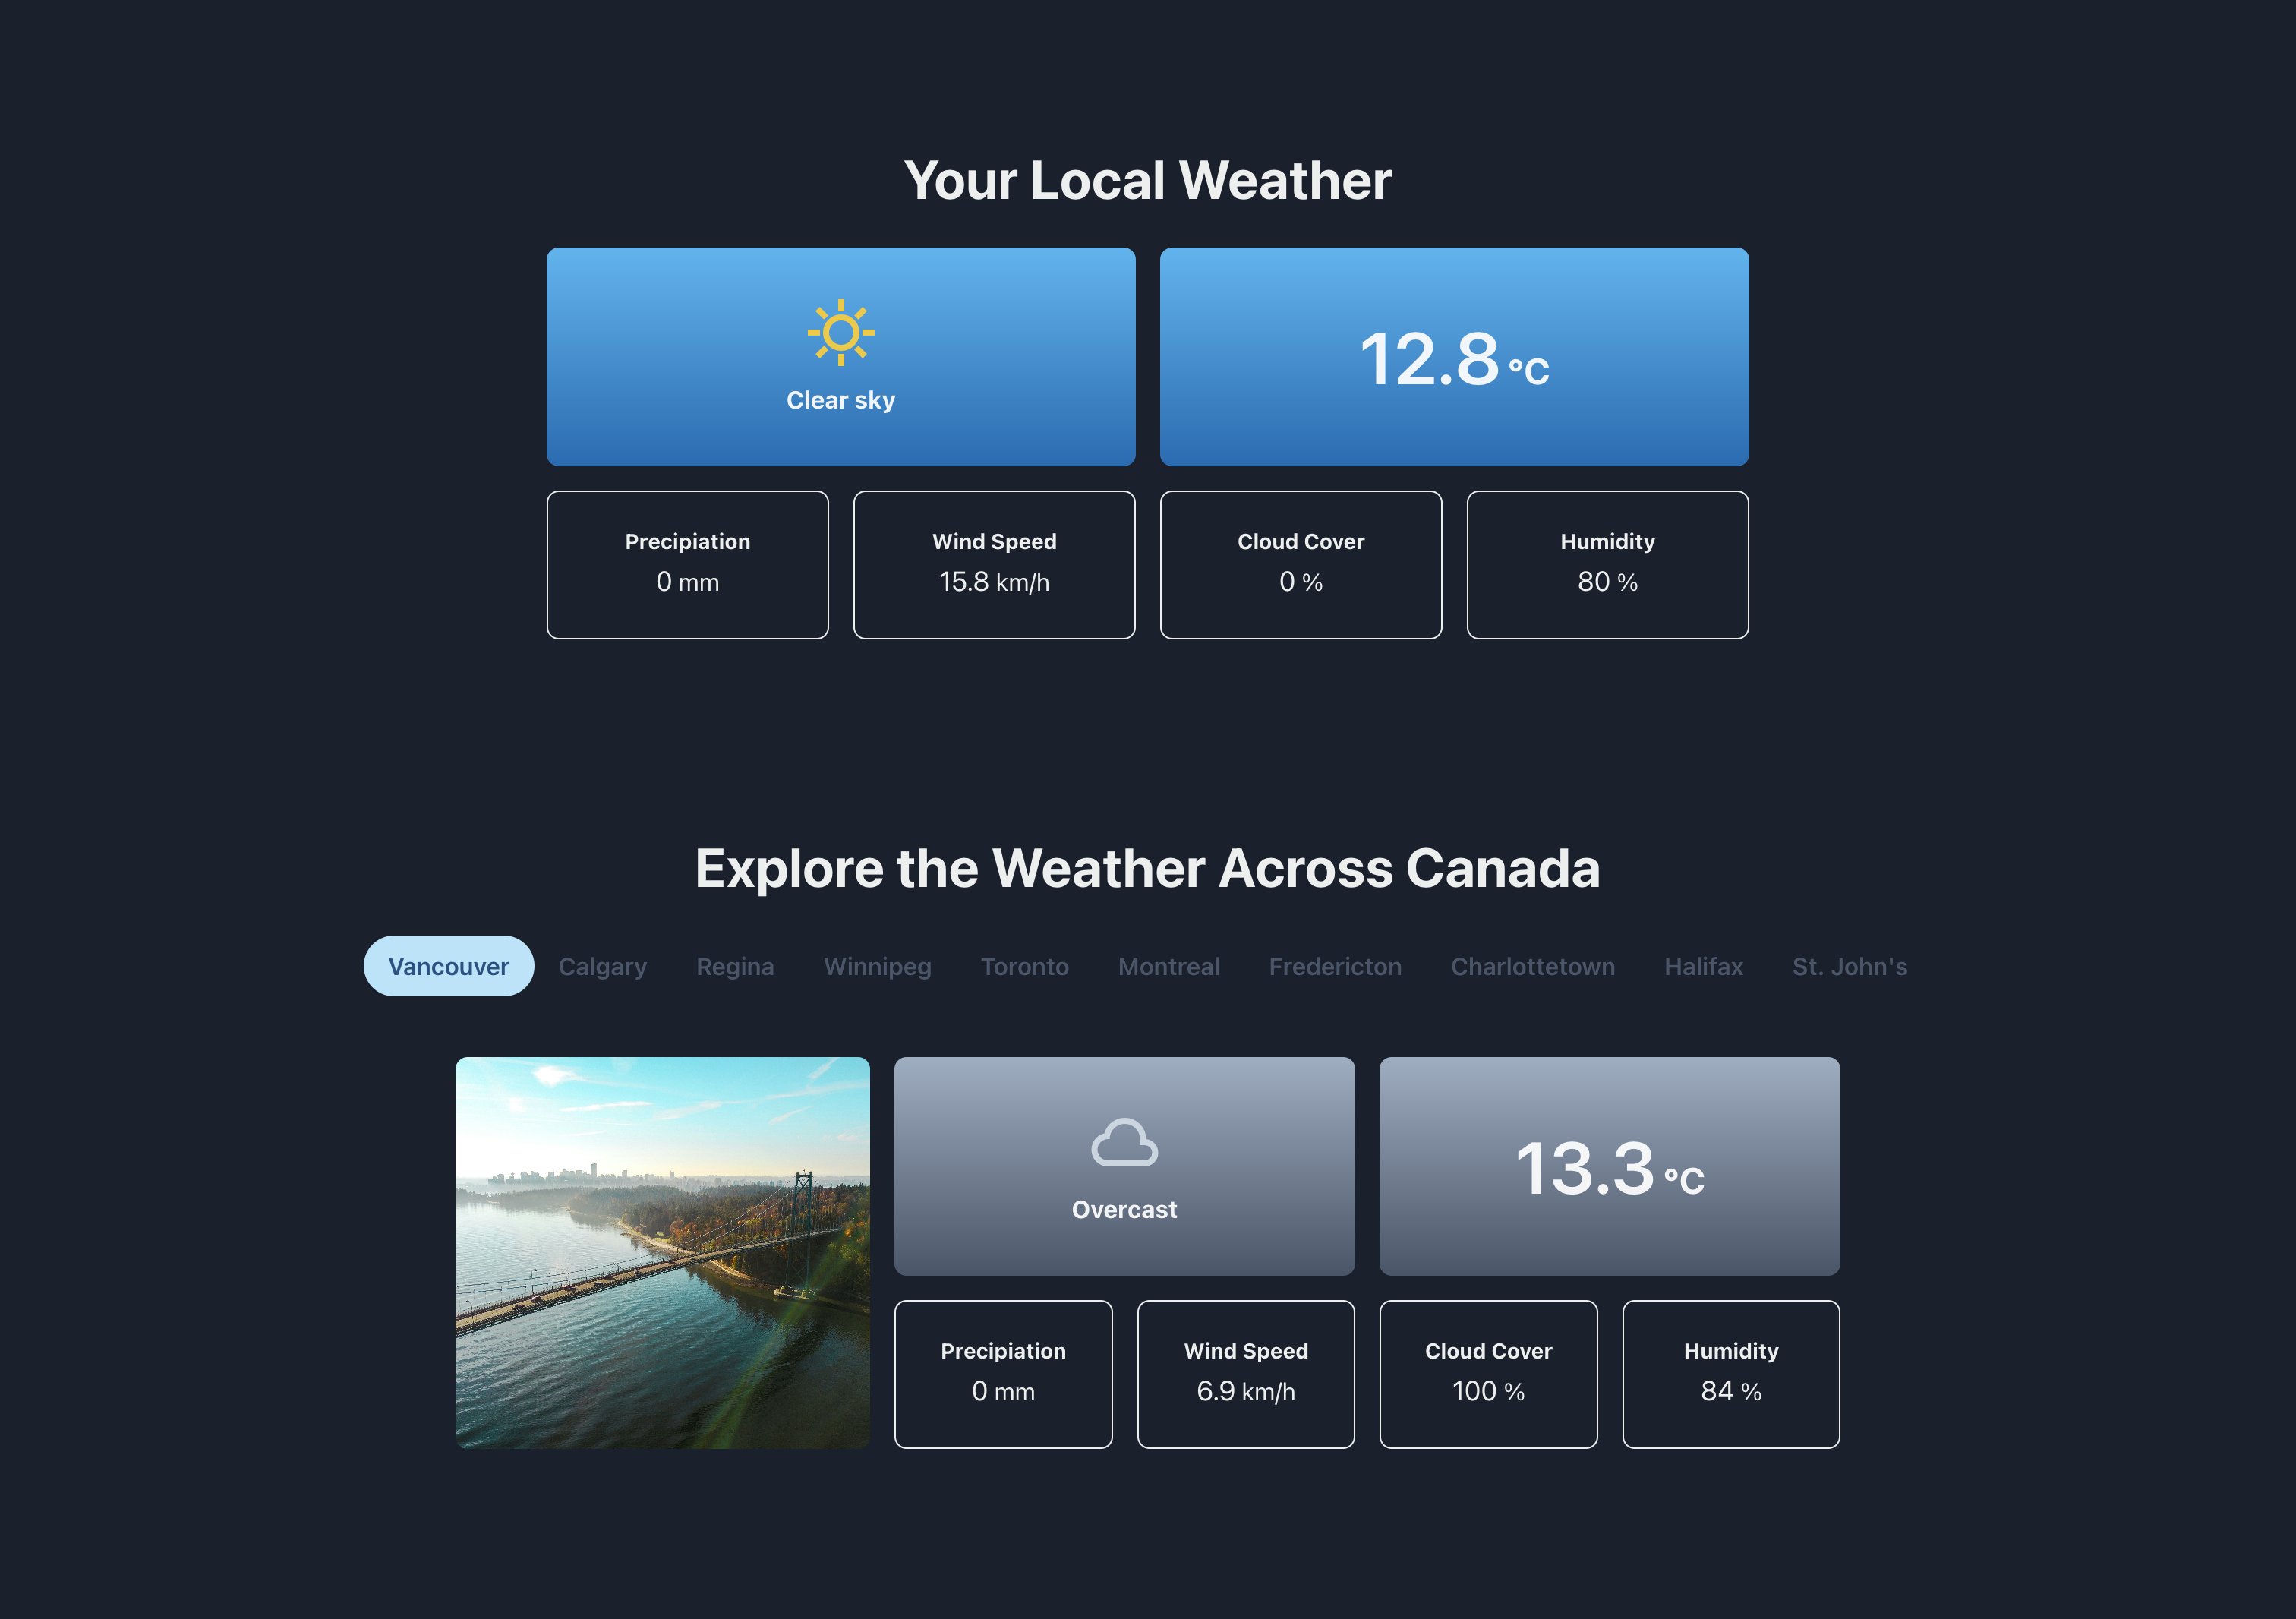 Your Local Weather
Clear sky
12.8 °C
Precipiation
0 mm
Wind Speed
15.8 km/h
Cloud Cover
0 %
Humidity
80 %
Explore the Weather Across Canada
Vancouver Calgary Regina Winnipeg Toronto Montreal Fredericton Charlottetown Halifax St. John's
Overcast
13.3 °C
Precipiation
0 mm
Wind Speed
6.9 km/h
Cloud Cover
100 %
Humidity
84 %